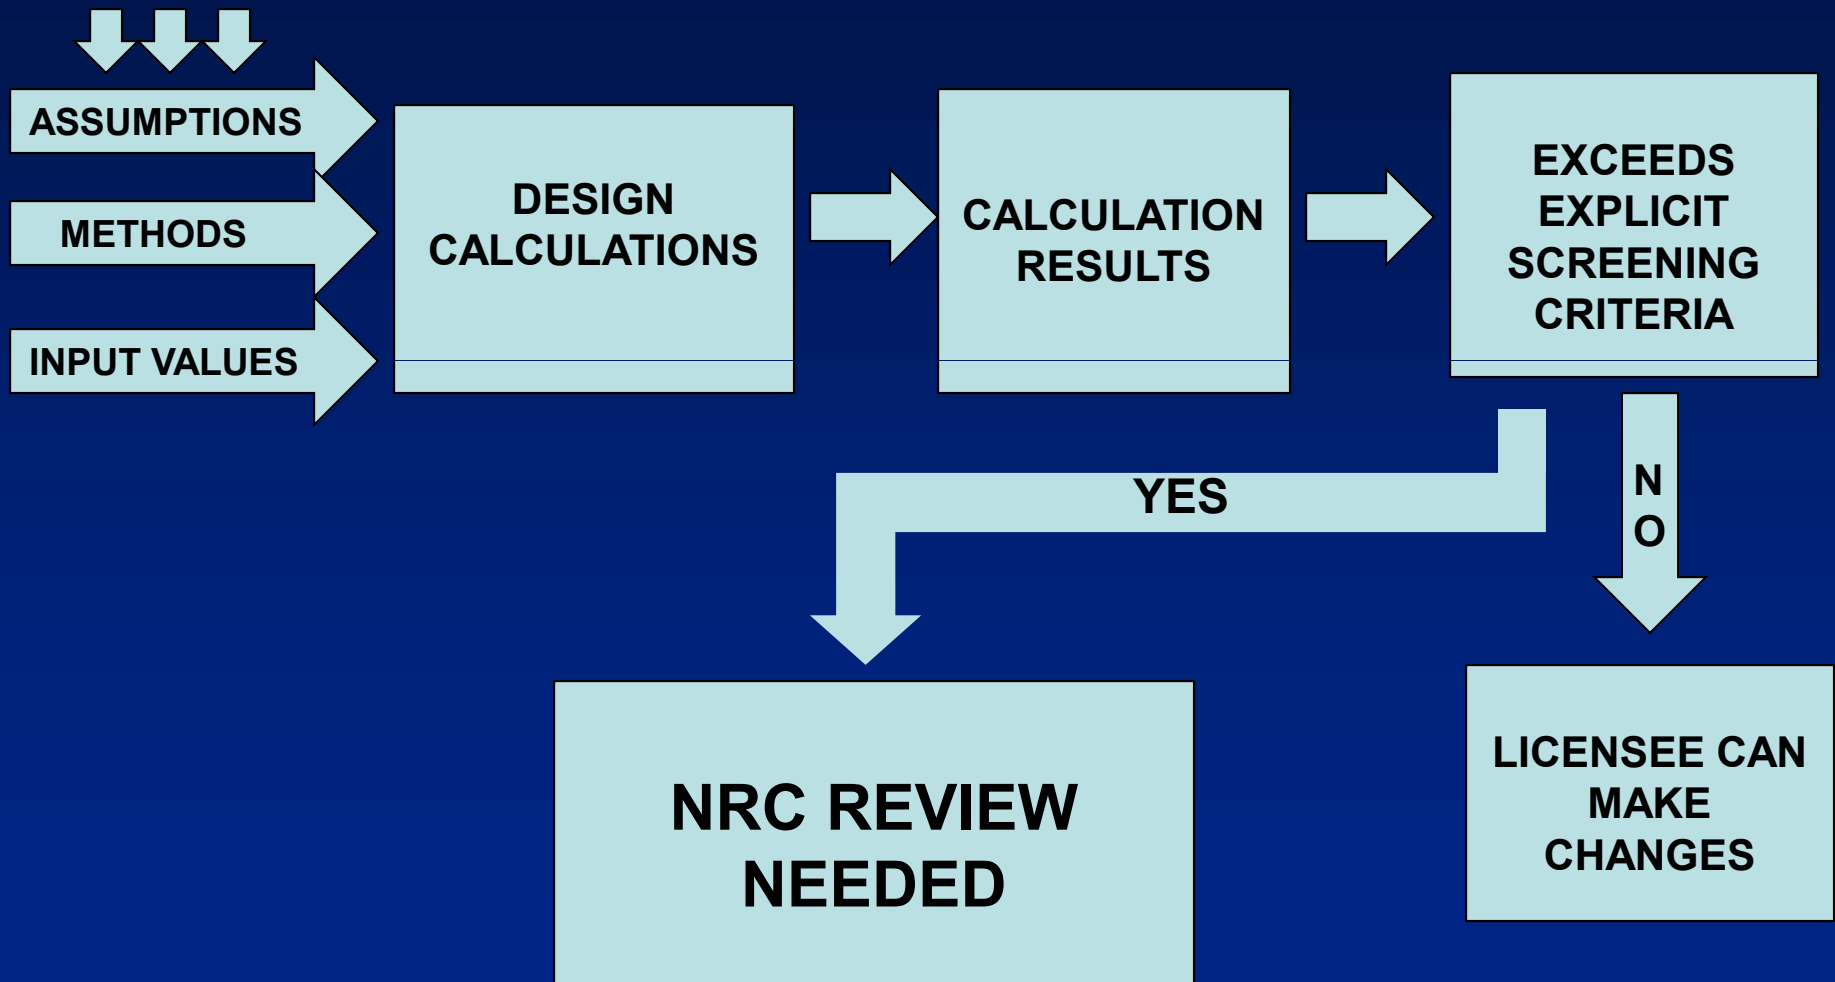 ASSUMPTIONS
METHODS
INPUT VALUES
DESIGN
CALCULATIONS
CALCULATION
RESULTS
EXCEEDS
EXPLICIT
SCREENING
CRITERIA
YES
N
O
NRC REVIEW
NEEDED
LICENSEE CAN
MAKE
CHANGES